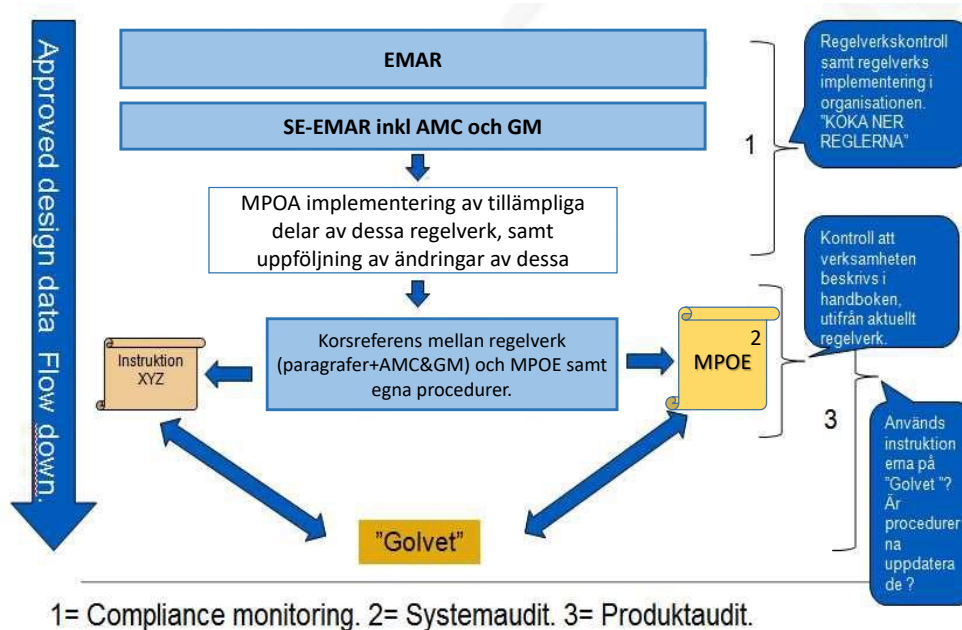 Approved design data Flow down.
EMAR
SE-EMAR inkl AMC och GM
MPOA implementering av tillämpliga
delar av dessa regelverk, samt
uppföljning av ändringar av dessa
Korsreferens mellan regelverk
(paragrafer+AMC&GM) och MPOE samt
egna procedurer.
Instruktion
XYZ
2
MPOE
"Golvet"
1
Regelverkskontroll
samt regelverks
implementering i
organisationen.
"KOKA NER
REGLERNA"
Kontroll att
verksamheten
beskrivs i
handboken,
utifrån aktuellt
regelverk.
3
Används
instruktion
erna på
"Golvet "?
Är
procedurer
na
uppdatera
de ?
1= Compliance monitoring. 2= Systemaudit. 3= Produktaudit.